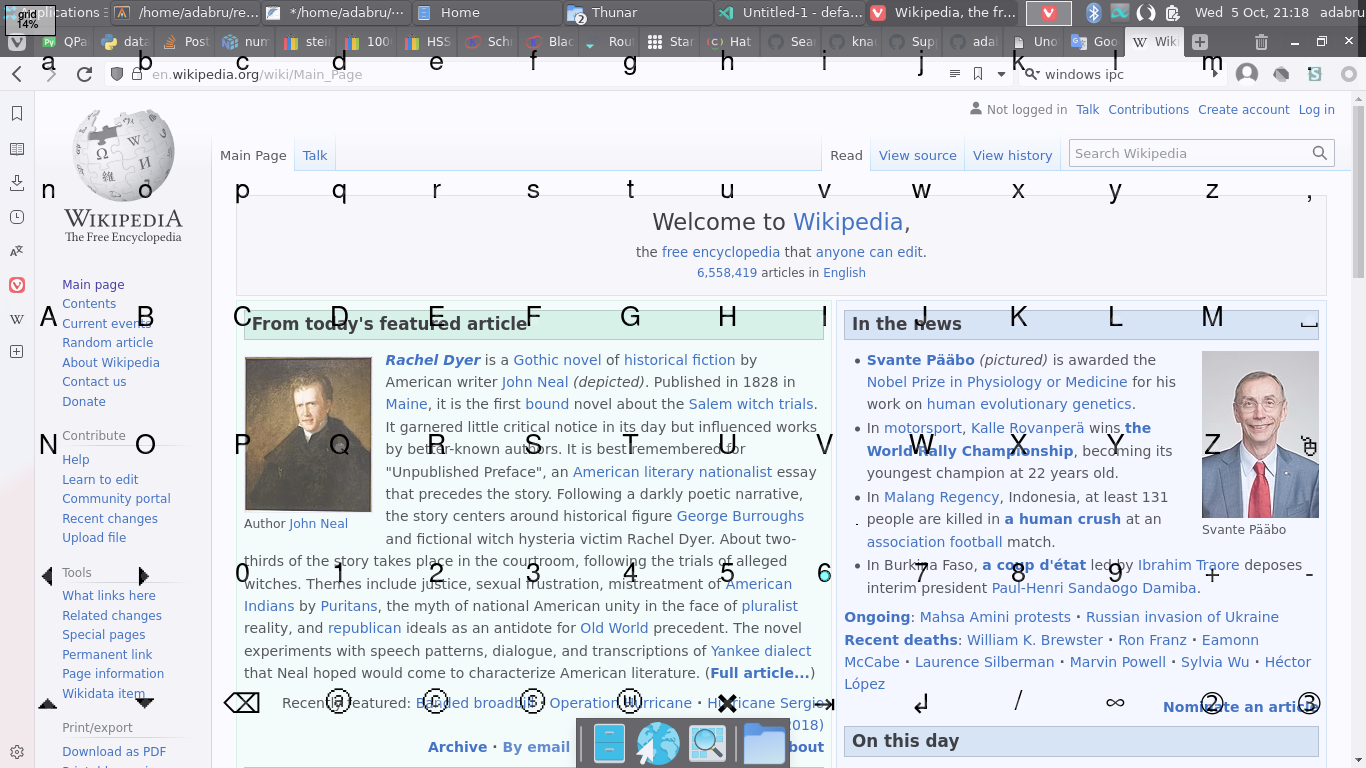 Applications
grid
14%
/home/adabru/re...
*/home/adabru/···
Home
2
Thunar
Untitled-1 - defa...
Wikipedia, the fr...
Wed 5 Oct, 21:18 adabru
QPa
data
Post
num
stein
100
HSS
Schr
Blac
Rout
Star
Hat
Sea
knac
Sup
adal
Uno
Goo
Wiki
a b c d e f g h i j k l m .
en.wikipedia.org/wiki/Main_Page
windows ipc
Not logged in Talk Contributions Create account Log in
Main Page Talk
Read View source View history
Search Wikipedia
n o p q r s t u v w x y z ,
WIKIPEDIA
The Free Encyclopedia
Welcome to Wikipedia,
the free encyclopedia that anyone can edit.
6,558,419 articles in English
Main page
Contents
Current events
Random article
About Wikipedia
Contact us
Donate
Contribute
Help
Learn to edit
Community portal
Recent changes
Upload file
Tools
What links here
Related changes
Special pages
Permanent link
Page information
Wikidata item
Print/export
Download as PDF
A B C D E F G H I J K L M ⎵
From today's featured article
Rachel Dyer is a Gothic novel of historical fiction by
American writer John Neal (depicted). Published in 1828 in
Maine, it is the first bound novel about the Salem witch trials.
It garnered little critical notice in its day but influenced works
by better-known authors. It is best remembered for
"Unpublished Preface", an American literary nationalist essay
that precedes the story. Following a darkly poetic narrative,
the story centers around historical figure George Burroughs
and fictional witch hysteria victim Rachel Dyer. About two-
thirds of the story takes place in the courtroom, following the trials of alleged
witches. Themes include justice, sexual frustration, mistreatment of American
Indians by Puritans, the myth of national American unity in the face of pluralist
reality, and republican ideals as an antidote for Old World precedent. The novel
experiments with speech patterns, dialogue, and transcriptions of Yankee dialect
that Neal hoped would come to characterize American literature. (Full article...)
Author John Neal
N O P Q R S T U V W X Y Z
0 1 2 3 4 5 6 7 8 9 + -
Recently featured: Banded broadbill · Operation Hurricane · Hurricane Sergio
2018)
Archive · By email
bout
In the news
• Svante Pääbo (pictured) is awarded the
Nobel Prize in Physiology or Medicine for his
work on human evolutionary genetics.
• In motorsport, Kalle Rovanperä wins the
World Rally Championship, becoming its
youngest champion at 22 years old.
• In Malang Regency, Indonesia, at least 131
people are killed in a human crush at an
association football match.
• In Burkina Faso, a coup d'état led by Ibrahim Traore deposes
interim president Paul-Henri Sandaogo Damiba.
Svante Pääbo
Ongoing: Mahsa Amini protests · Russian invasion of Ukraine
Recent deaths: William K. Brewster · Ron Franz · Eamonn
McCabe · Laurence Silberman · Marvin Powell · Sylvia Wu · Héctor
López
⌫ ✖ ⇥ ↲ / ∞ ② ③
Nominate an article
On this day